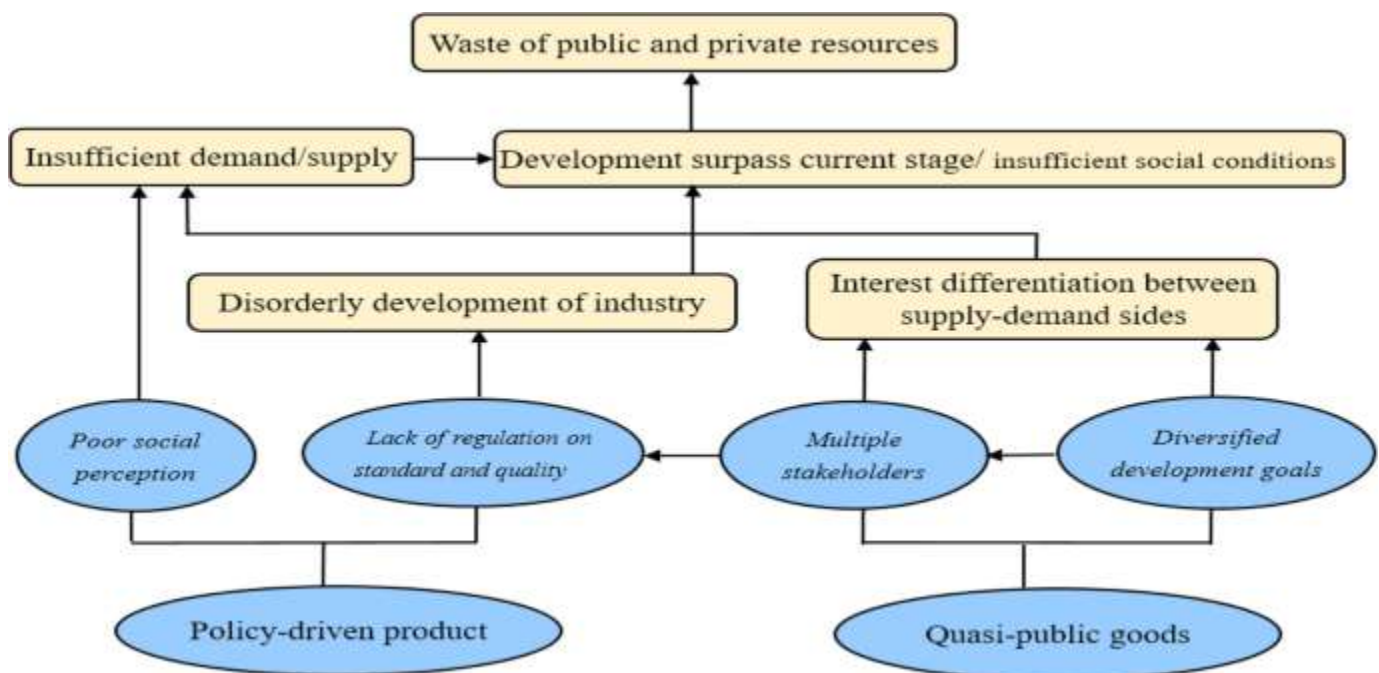 Waste of public and private resources
Insufficient demand/supply
Development surpass current stage/ insufficient social conditions
Disorderly development of industry
Interest differentiation between
supply-demand sides
Poor social
perception
Lack of regulation on
standard and quality
Multiple
stakeholders
Diversified
development goals
Policy-driven product
Quasi-public goods